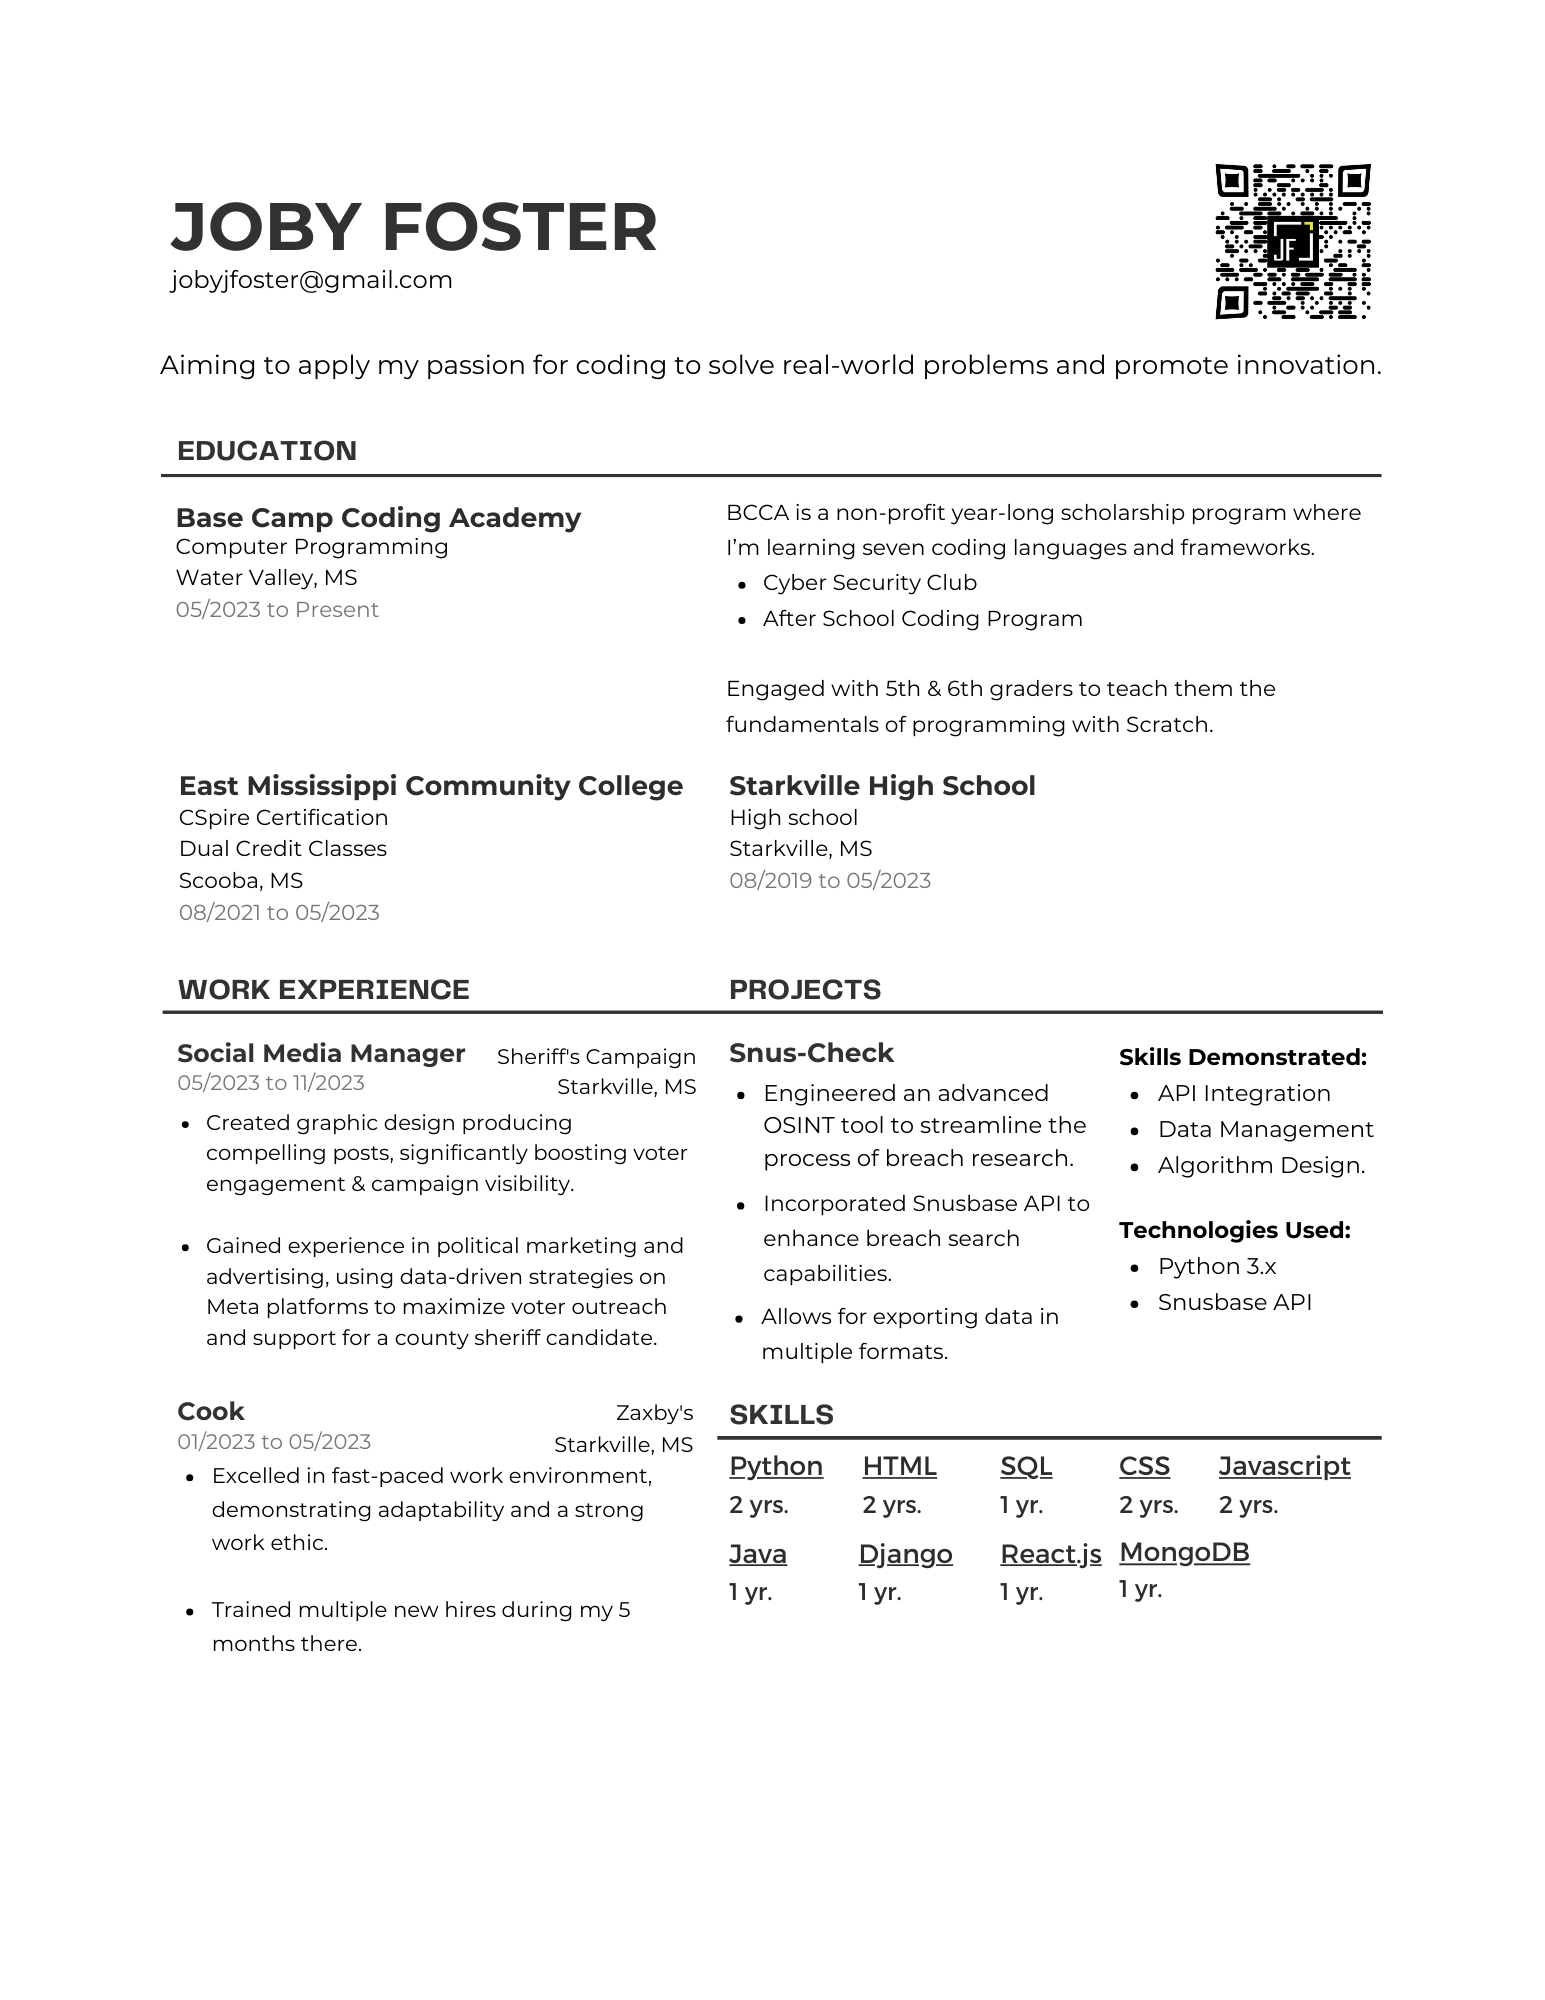 JOBY FOSTER
jobyjfoster@gmail.com
JF
Aiming to apply my passion for coding to solve real-world problems and promote innovation.
EDUCATION
Base Camp Coding Academy
Computer Programming
Water Valley, MS
05/2023 to Present
BCCA is a non-profit year-long scholarship program where
I'm learning seven coding languages and frameworks.
• Cyber Security Club
• After School Coding Program
Engaged with 5th & 6th graders to teach them the
fundamentals of programming with Scratch.
East Mississippi Community College
CSpire Certification
Dual Credit Classes
Scooba, MS
08/2021 to 05/2023
Starkville High School
High school
Starkville, MS
08/2019 to 05/2023
WORK EXPERIENCE
Social Media Manager Sheriff's Campaign
05/2023 to 11/2023 Starkville, MS
• Created graphic design producing
compelling posts, significantly boosting voter
engagement & campaign visibility.
• Gained experience in political marketing and
advertising, using data-driven strategies on
Meta platforms to maximize voter outreach
and support for a county sheriff candidate.
Cook Zaxby's
01/2023 to 05/2023 Starkville, MS
• Excelled in fast-paced work environment,
demonstrating adaptability and a strong
work ethic.
• Trained multiple new hires during my 5
months there.
PROJECTS
Snus-Check
• Engineered an advanced
OSINT tool to streamline the
process of breach research.
• Incorporated Snusbase API to
enhance breach search
capabilities.
• Allows for exporting data in
multiple formats.
Skills Demonstrated:
• API Integration
• Data Management
• Algorithm Design.
Technologies Used:
• Python 3.x
• Snusbase API
SKILLS
Python HTML SQL CSS Javascript
2 yrs. 2 yrs. 1 yr. 2 yrs. 2 yrs.
Java Django React.js MongoDB
1 yr. 1 yr. 1 yr. 1 yr.